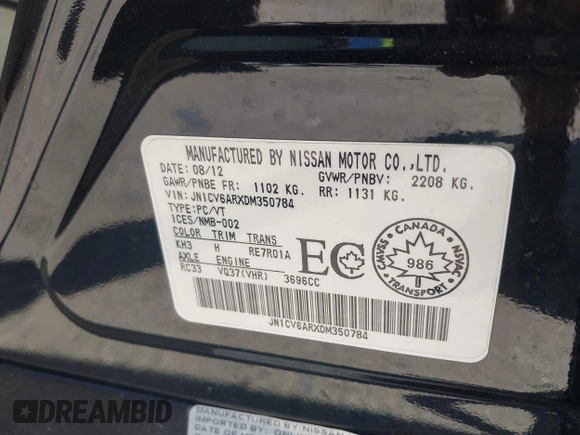 MANUFACTURED BY NISSAN MOTOR CO.,LTD.
DATE: 08/12 GVWR/PNBV: 2208 KG.
GAWR/PNBE FR: 1102 KG. RR: 1131 KG.
VIN: JN1CV6ARXDM350784
TYPE:PC/VT
ICES/NMB-002
COLOR TRIM TRANS
KH3 H RE7R01A
AXLE ENGINE
RC33 VQ37(VHR) 3696CC
EC
CANADA
CMVSS NSVAC
986
TRANSPORT
JN1CV6ARXDM350784
MANUFACTURED BY NISSAN
IMPORTED
DREAMBID